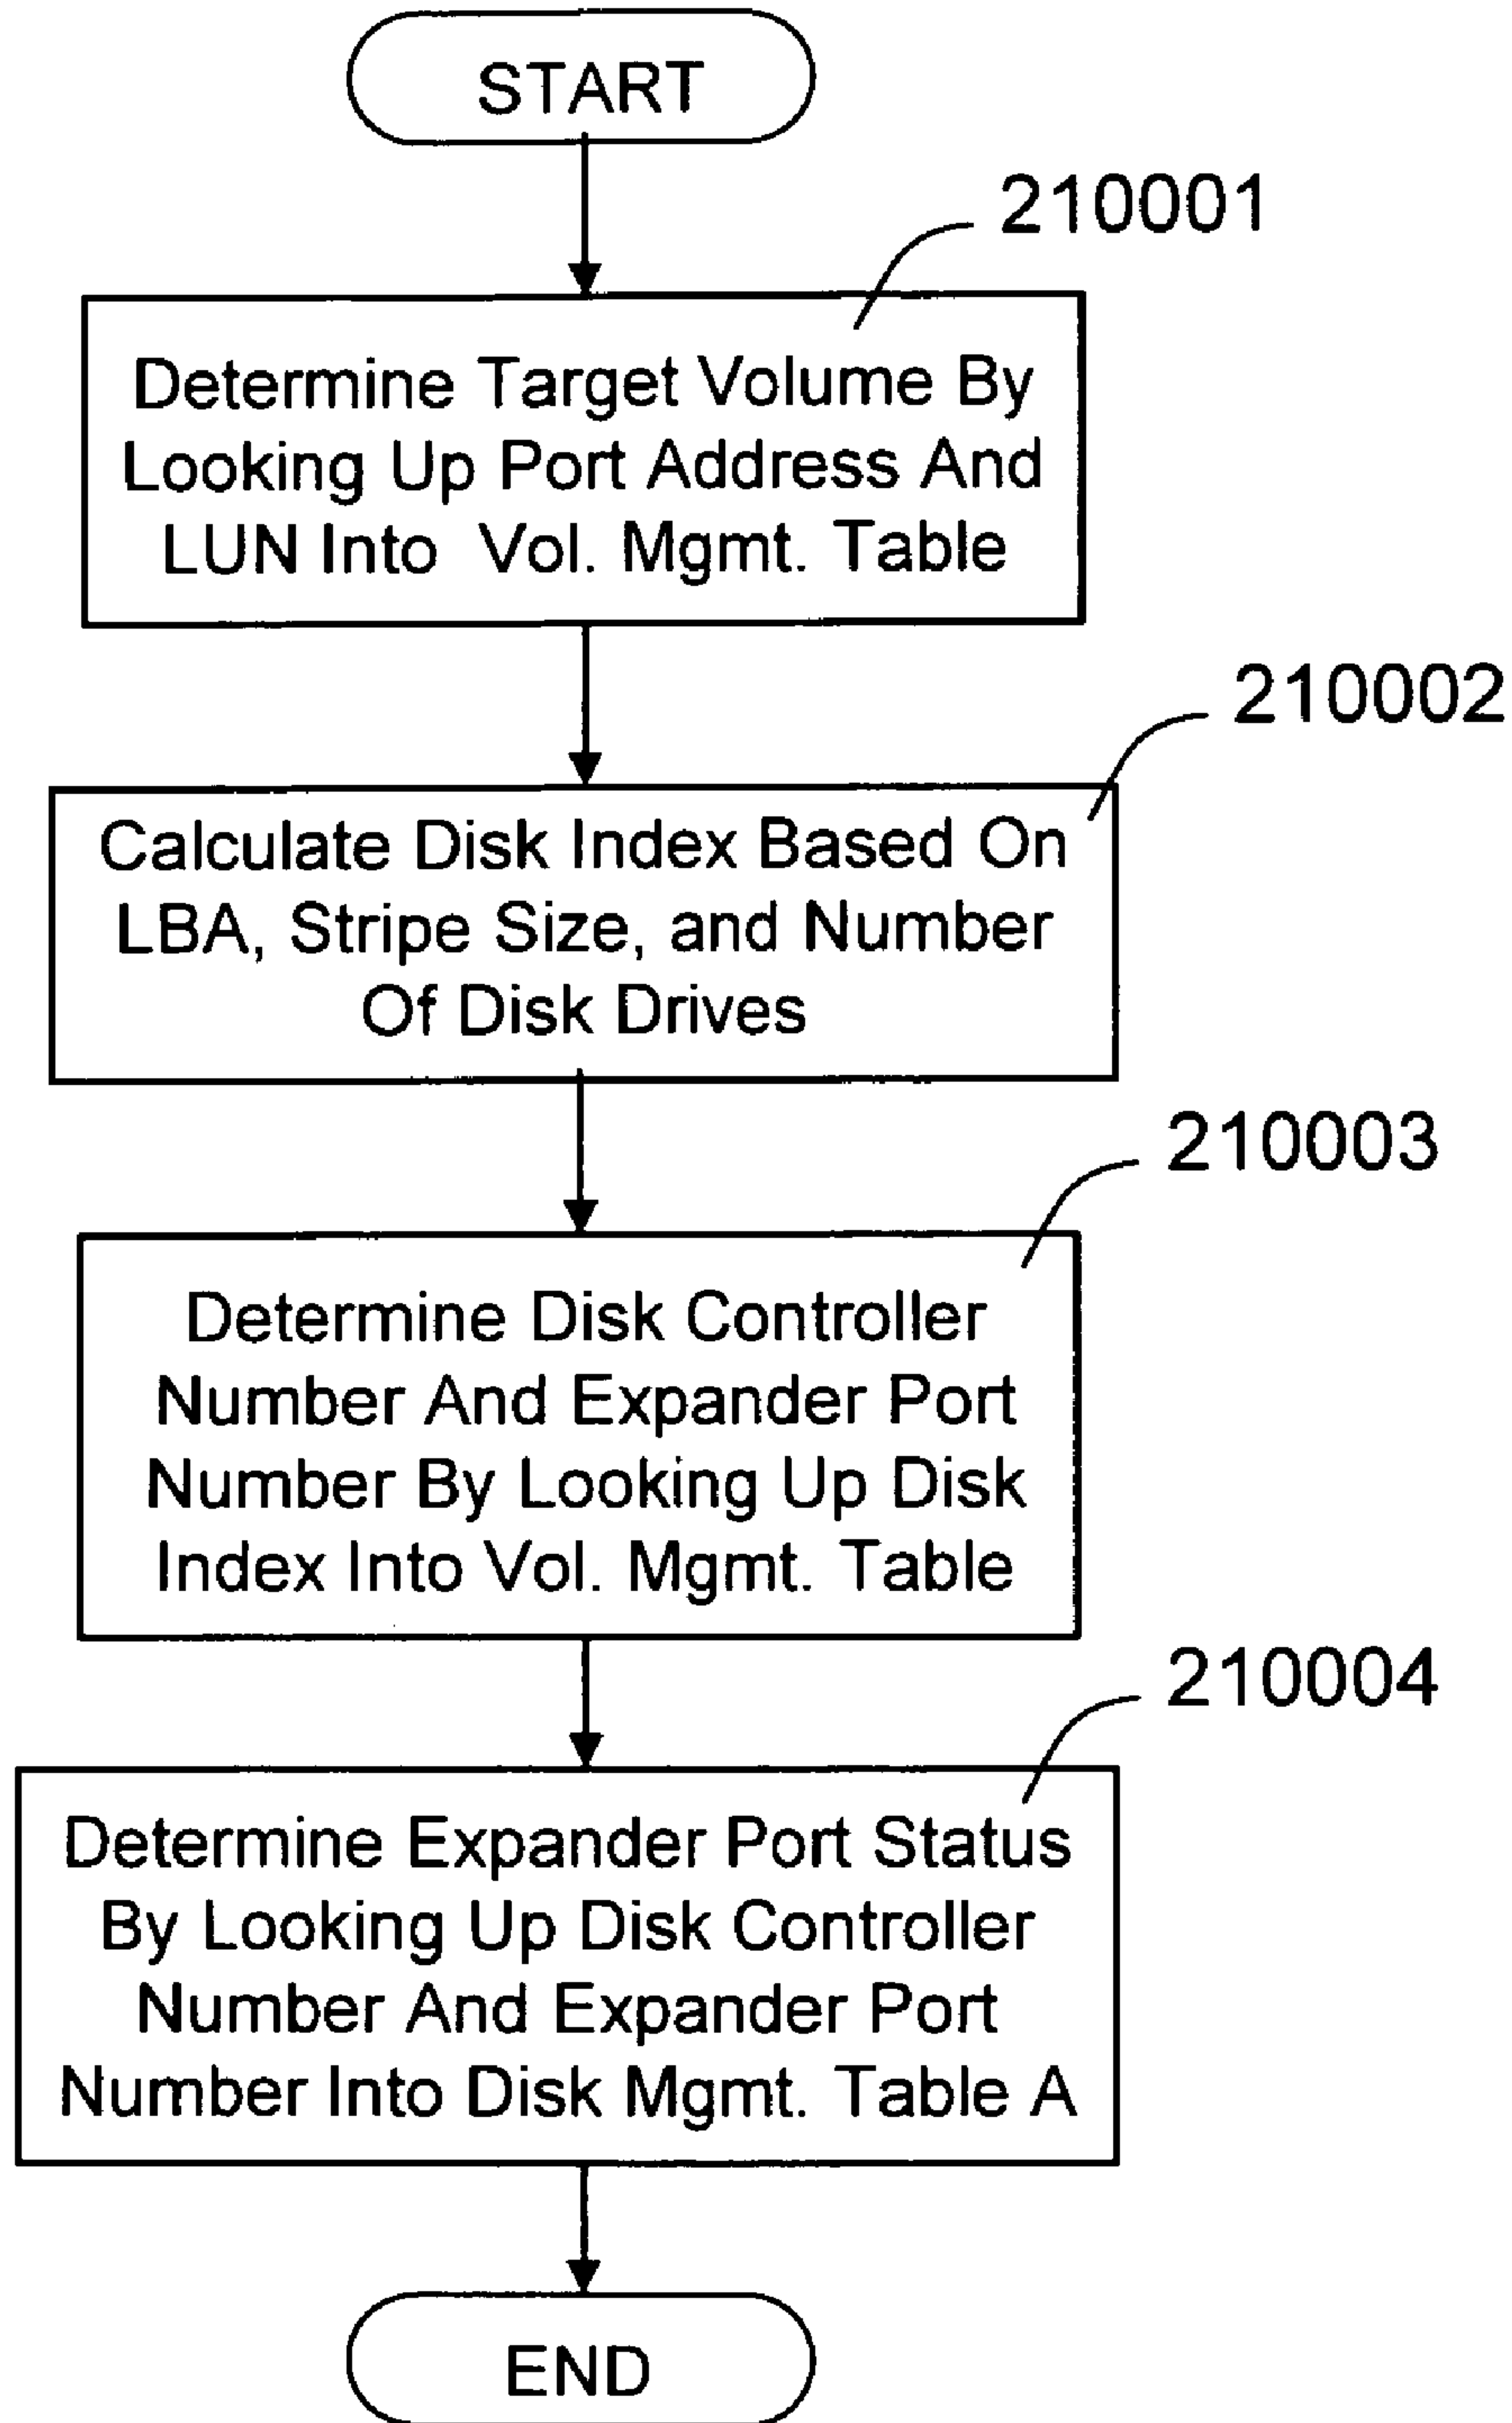 START
210001
Determine Target Volume By
Looking Up Port Address And
LUN Into Vol. Mgmt. Table
210002
Calculate Disk Index Based On
LBA, Stripe Size, and Number
Of Disk Drives
210003
Determine Disk Controller
Number And Expander Port
Number By Looking Up Disk
Index Into Vol. Mgmt. Table
210004
Determine Expander Port Status
By Looking Up Disk Controller
Number And Expander Port
Number Into Disk Mgmt. Table A
END